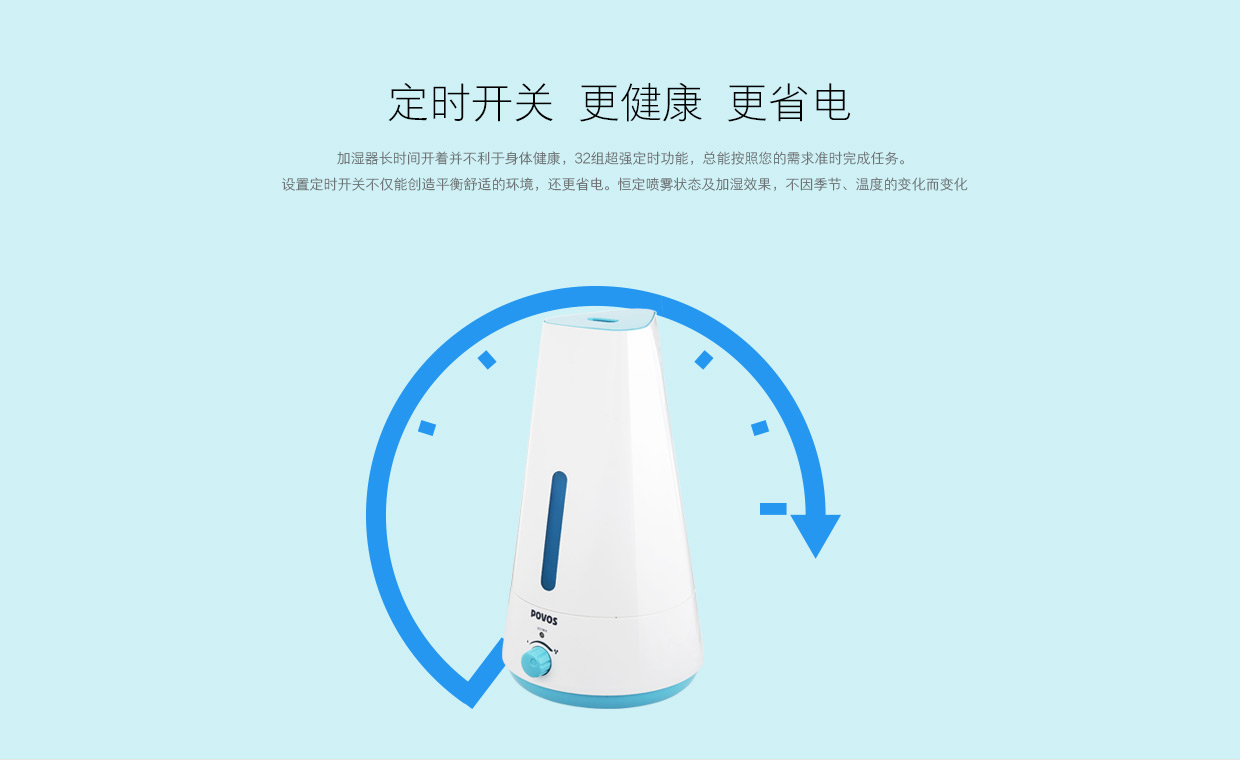 定时开关 更健康 更省电
加湿器长时间开着并不利于身体健康，32组超强定时功能，总能按照您的需求准时完成任务。
设置定时开关不仅能创造平衡舒适的环境，还更省电。恒定喷雾状态及加湿效果，不因季节、温度的变化而变化
POVOS